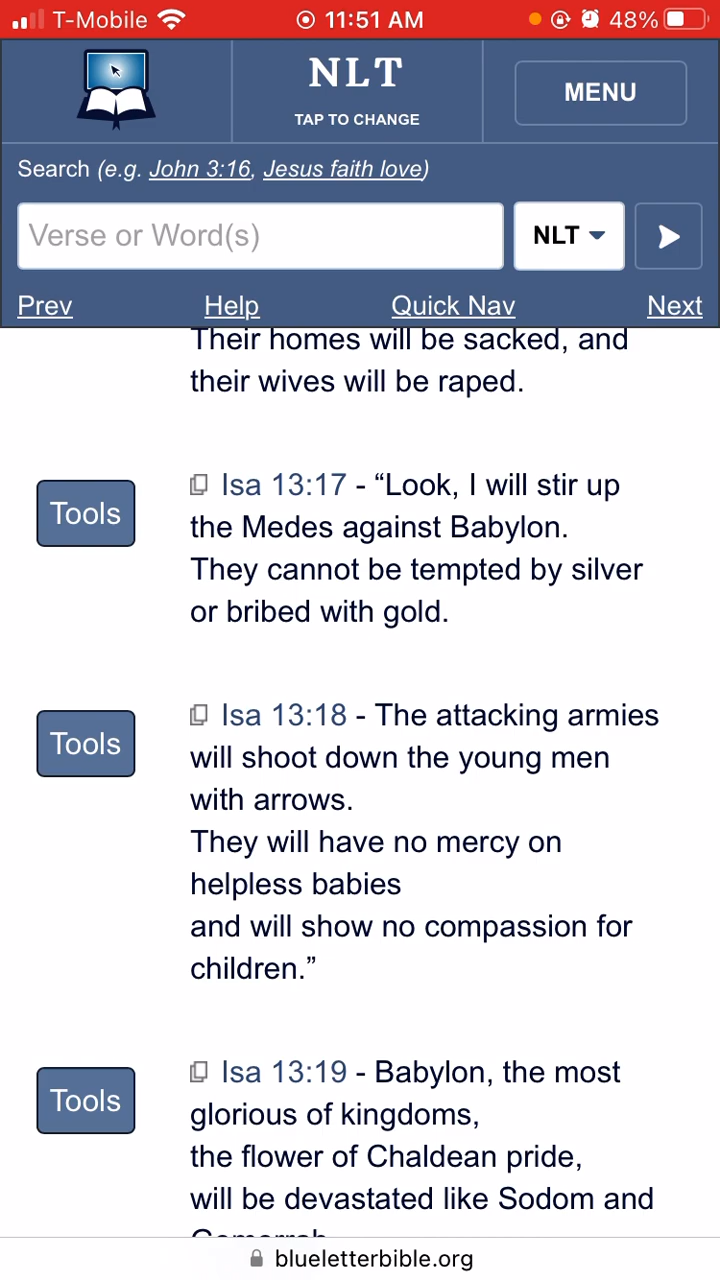 T-Mobile 11:51 AM 48%
NLT
TAP TO CHANGE
MENU
Search (e.g. John 3:16, Jesus faith love)
Verse or Word(s) NLT
Prev Help Quick Nav Next
Their homes will be sacked, and
their wives will be raped.
Tools
Isa 13:17 - “Look, I will stir up
the Medes against Babylon.
They cannot be tempted by silver
or bribed with gold.
Tools
Isa 13:18 - The attacking armies
will shoot down the young men
with arrows.
They will have no mercy on
helpless babies
and will show no compassion for
children.”
Tools
Isa 13:19 - Babylon, the most
glorious of kingdoms,
the flower of Chaldean pride,
will be devastated like Sodom and
blueletterbible.org